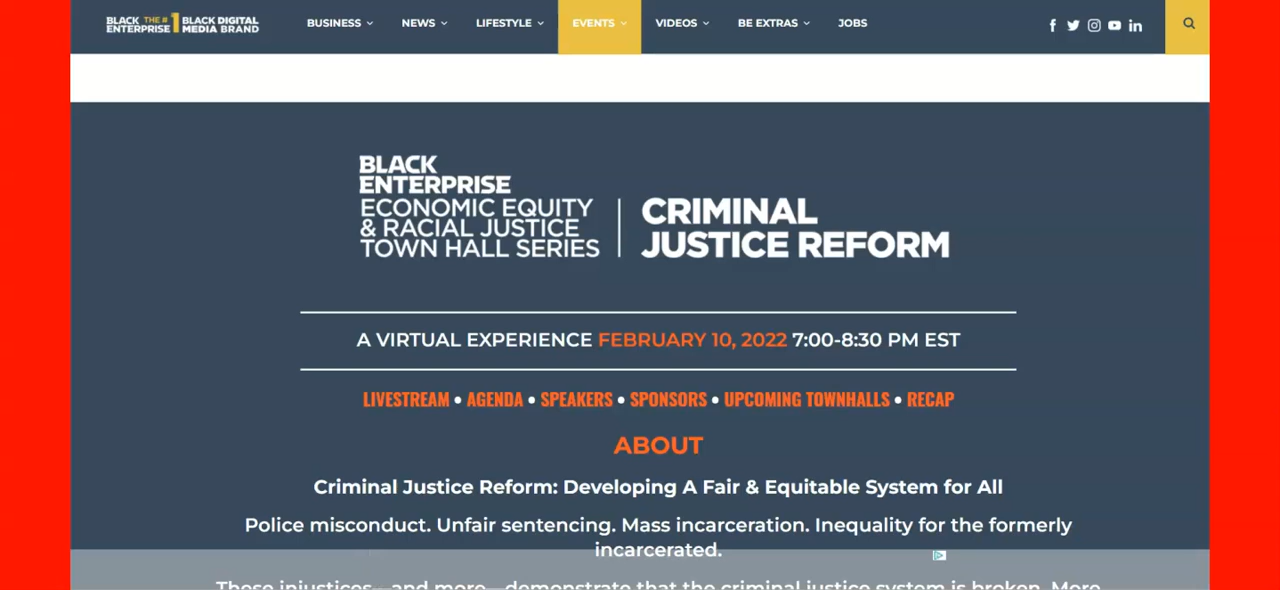 BLACK ENTERPRISE THE #1 BLACK DIGITAL MEDIA BRAND
BUSINESS NEWS LIFESTYLE EVENTS VIDEOS BE EXTRAS JOBS
BLACK
ENTERPRISE
ECONOMIC EQUITY
& RACIAL JUSTICE
TOWN HALL SERIES
CRIMINAL
JUSTICE REFORM
A VIRTUAL EXPERIENCE FEBRUARY 10, 2022 7:00-8:30 PM EST
LIVESTREAM • AGENDA • SPEAKERS • SPONSORS • UPCOMING TOWNHALLS • RECAP
ABOUT
Criminal Justice Reform: Developing A Fair & Equitable System for All
Police misconduct. Unfair sentencing. Mass incarceration. Inequality for the formerly
incarcerated.
These injustices—and more—demonstrate that the criminal justice system is broken. More